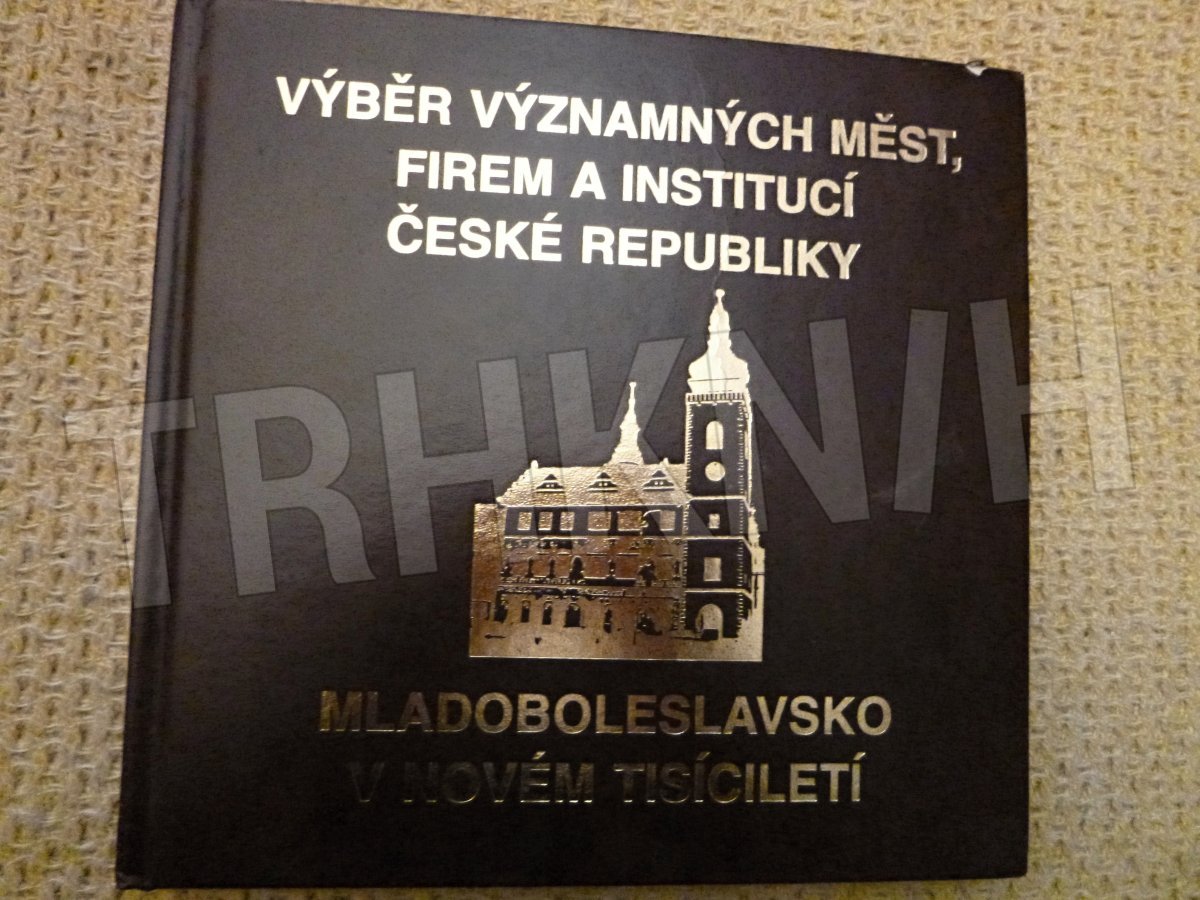 VÝBĚR VÝZNAMNÝCH MĚST,
FIREM A INSTITUCÍ
ČESKÉ REPUBLIKY
TRHKNIH
MLADOBOLESLAVSKO
V NOVÉM TISÍCILETÍ